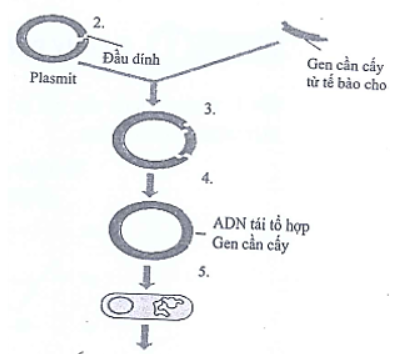 2.
Đầu dính
Plasmit
Gen cần cấy
từ tế bào cho
3.
4.
ADN tái tổ hợp
Gen cần cấy
5.